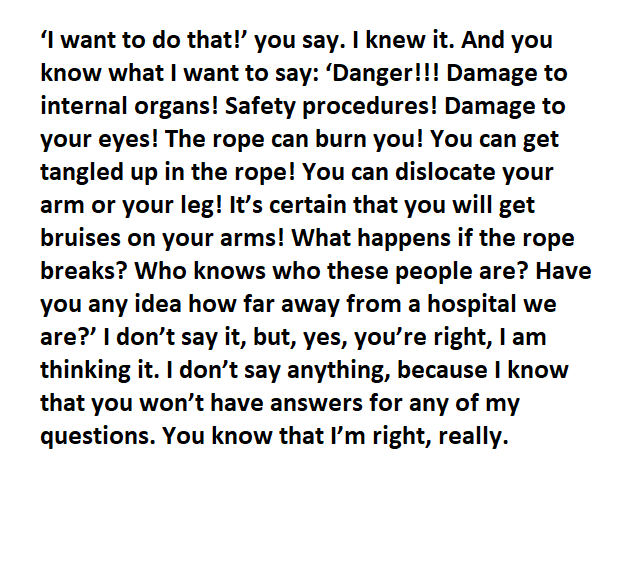 ‘I want to do that!’ you say. I knew it. And you
know what I want to say: ‘Danger!!! Damage to
internal organs! Safety procedures! Damage to
your eyes! The rope can burn you! You can get
tangled up in the rope! You can dislocate your
arm or your leg! It’s certain that you will get
bruises on your arms! What happens if the rope
breaks? Who knows who these people are? Have
you any idea how far away from a hospital we
are?’ I don’t say it, but, yes, you’re right, I am
thinking it. I don’t say anything, because I know
that you won’t have answers for any of my
questions. You know that I’m right, really.